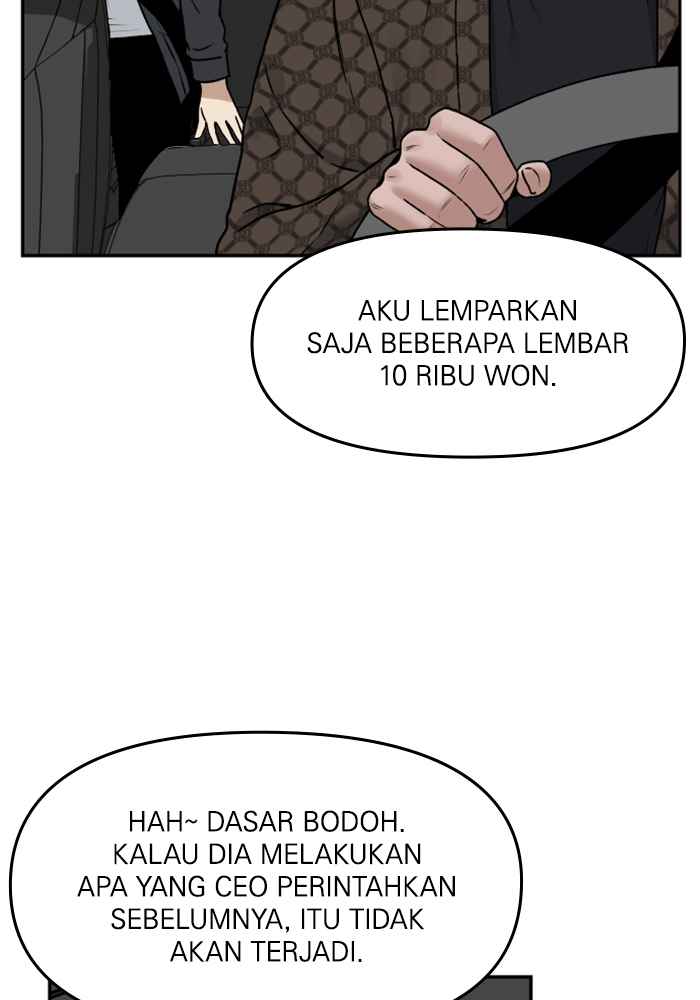 AKU LEMPARKAN
SAJA BEBERAPA LEMBAR
10 RIBU WON.
HAH~ DASAR BODOH.
KALAU DIA MELAKUKAN
APA YANG CEO PERINTAHKAN
SEBELUMNYA, ITU TIDAK
AKAN TERJADI.